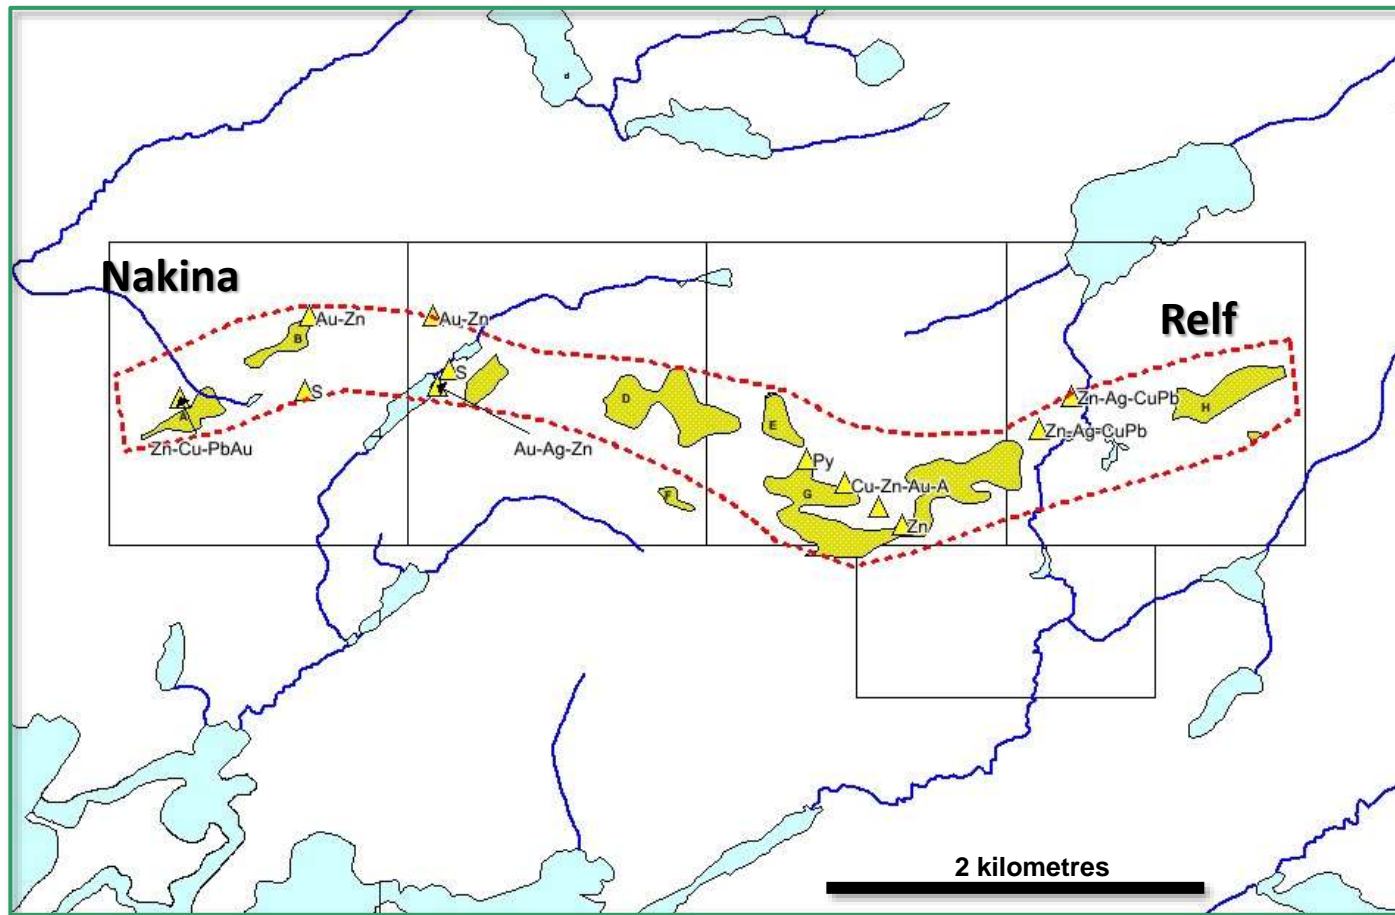 d
Nakina
Relf
Au-Zn
Au-Zn
B
S
S
D
Zn-Ag-CuPb
H
A
E
Zn-Ag-CuPb
Zn-Cu-PbAu
Au-Ag-Zn
Py
Cu-Zn-Au-A
F
G
Zn
2 kilometres